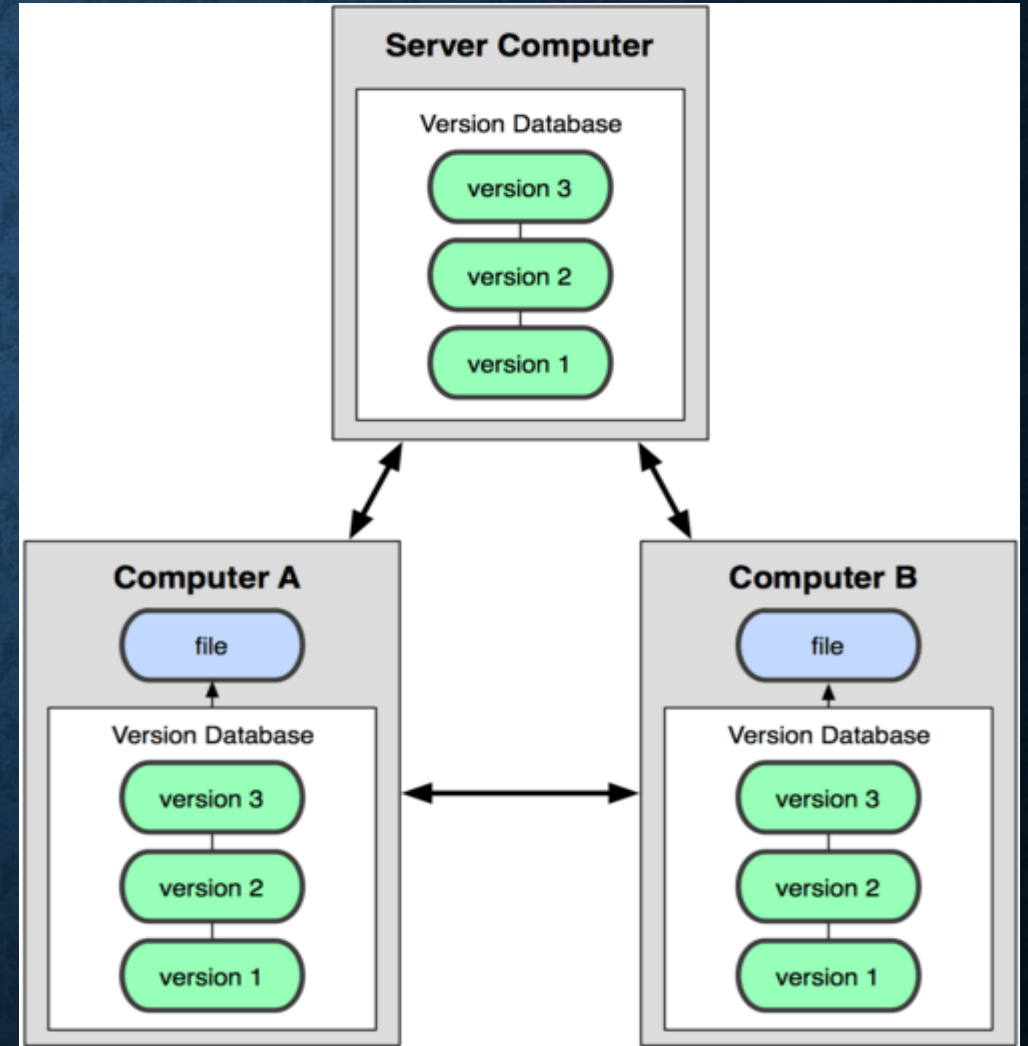 Server Computer
Version Database
version 3
version 2
version 1
Computer A
file
Version Database
version 3
version 2
version 1
Computer B
file
Version Database
version 3
version 2
version 1